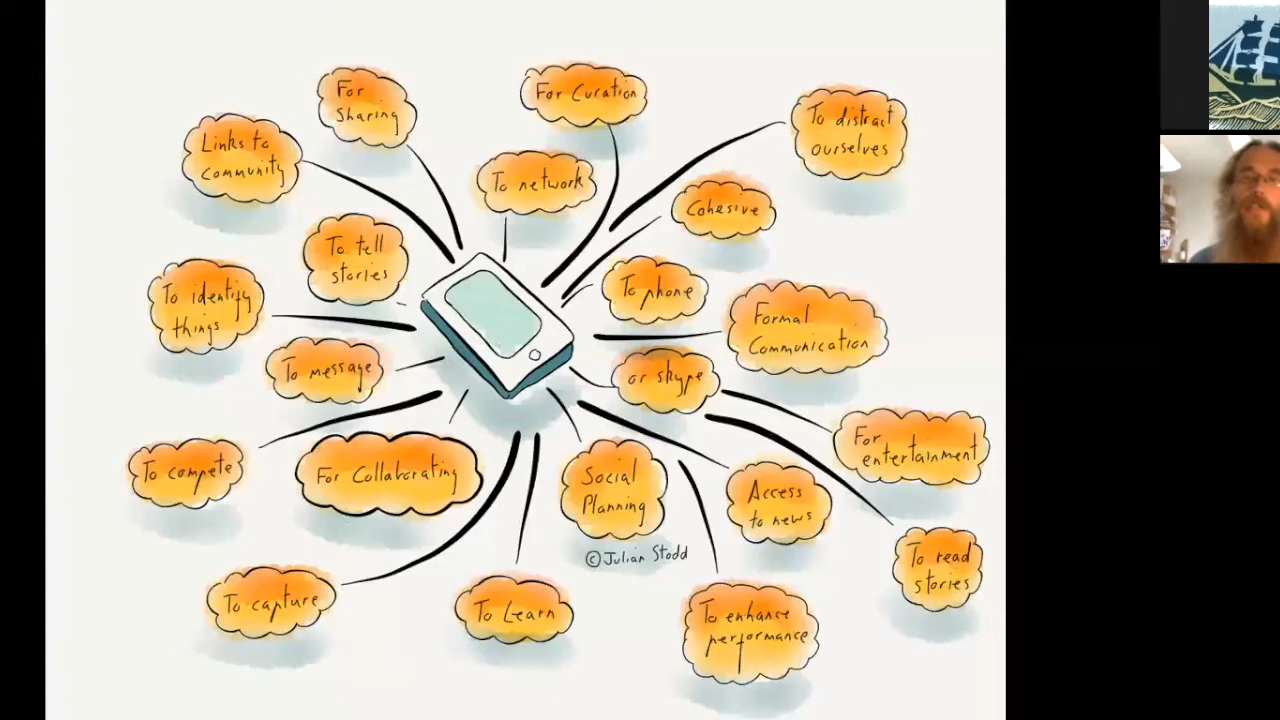 For
Sharing
For Curation
To distract
ourselves
Links to
community
To network
Cohesive
To tell
stories
To identify
things
To phone
Formal
Communication
To message
or skype
To compete
For Collaborating
Social
Planning
Access
to news
For
entertainment
©Julian Stodd
To read
stories
To capture
To Learn
To enhance
performance